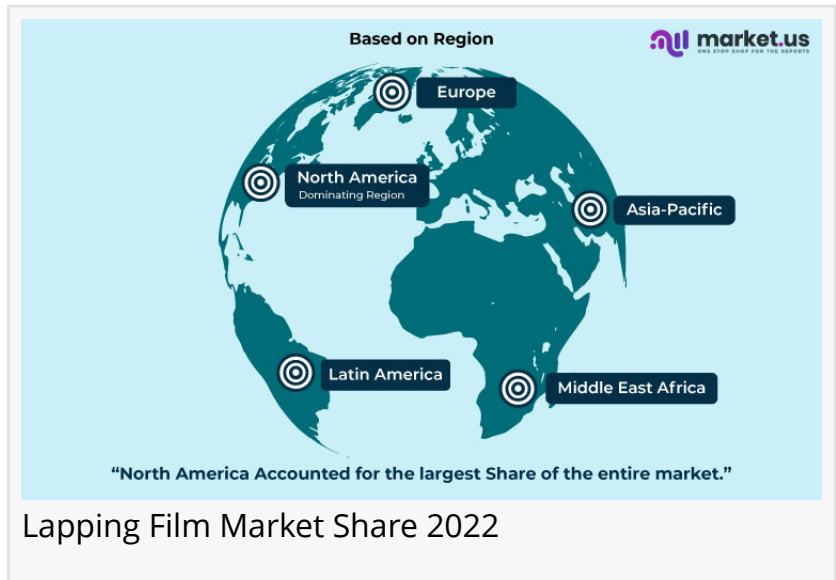 Based on Region
market.us
ONE STOP SHOP FOR THE REPORTS
Europe
North America
Dominating Region
Asia-Pacific
Latin America
Middle East Africa
“North America Accounted for the largest Share of the entire market.”
Lapping Film Market Share 2022